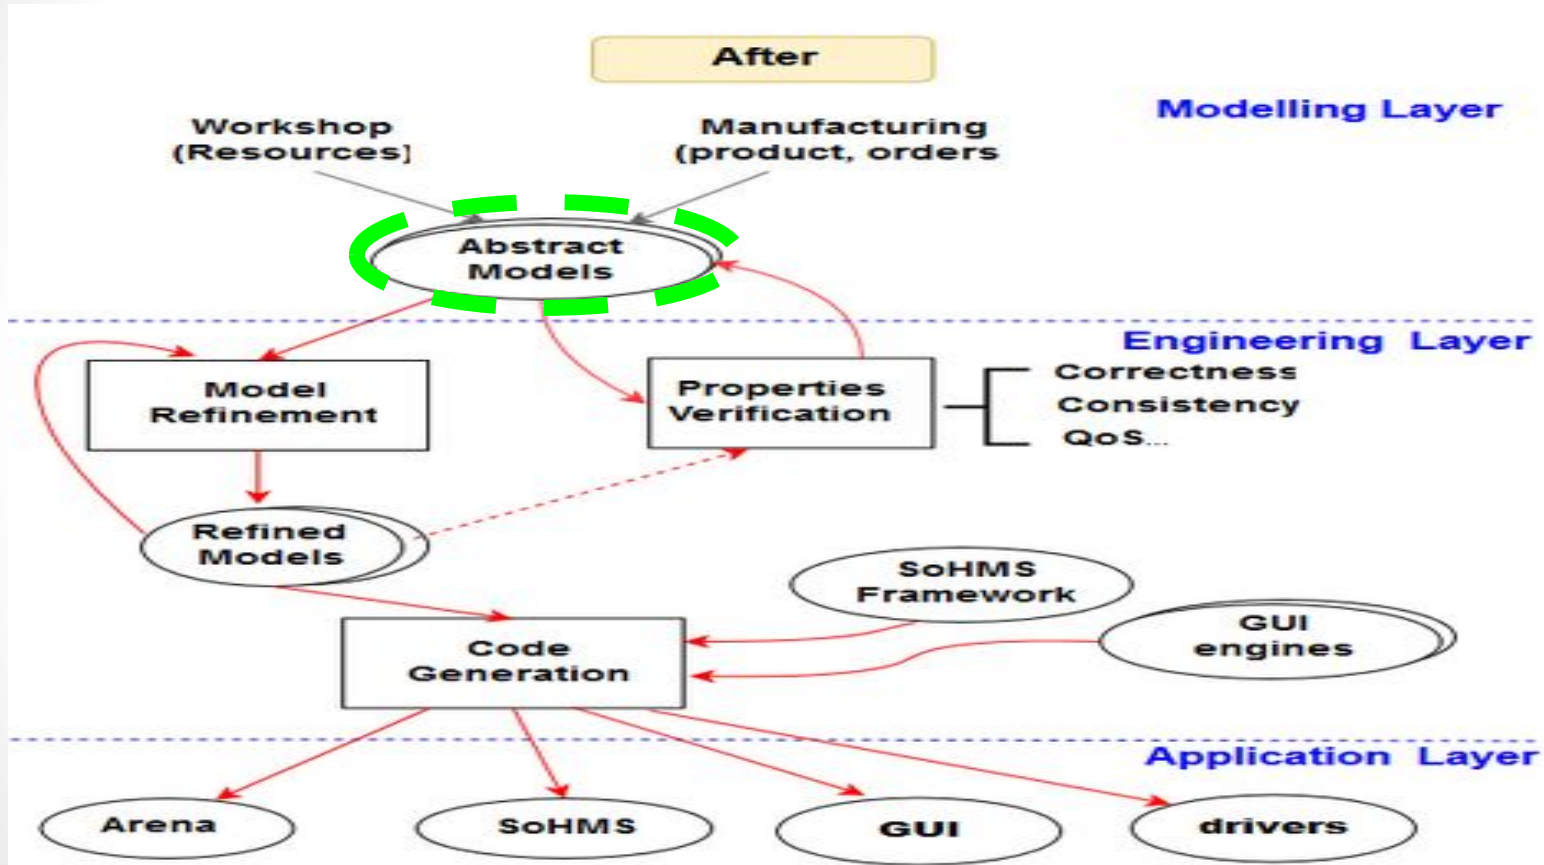 After
Modelling Layer
Workshop
(Resources)
Manufacturing
(product, orders
Abstract
Models
Engineering Layer
Model
Refinement
Properties
Verification
Correctness
Consistency
QoS...
Refined
Models
SoHMS
Framework
GUI
engines
Code
Generation
Application Layer
Arena
SoHMS
GUI
drivers